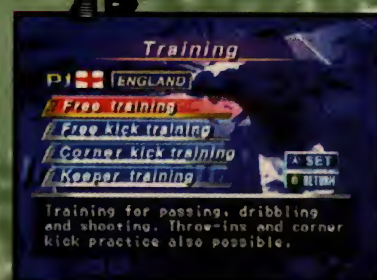 Training
P1 ENGLAND
Free training
Free kick training
Corner kick training
Keeper training
A SET
B RETURN
Training for passing, dribbling
and shooting. Throw-ins and corner
kick practice also possible.